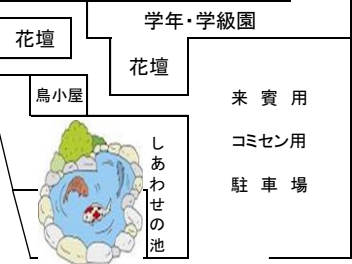 学年・学級園
花壇
花壇
鳥小屋
来賓用
コミセン用
駐車場
しあわせの池